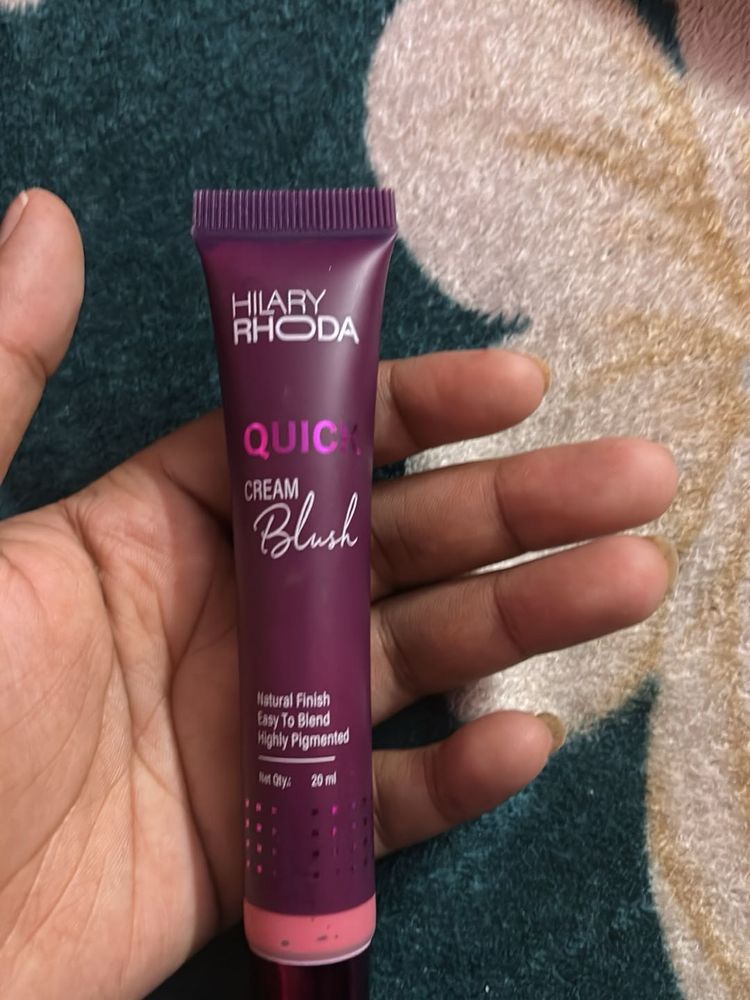 HILARY
RHODA
QUICK
CREAM
Blush
Natural Finish
Easy To Blend
Highly Pigmented
Net Qty.: 20 ml